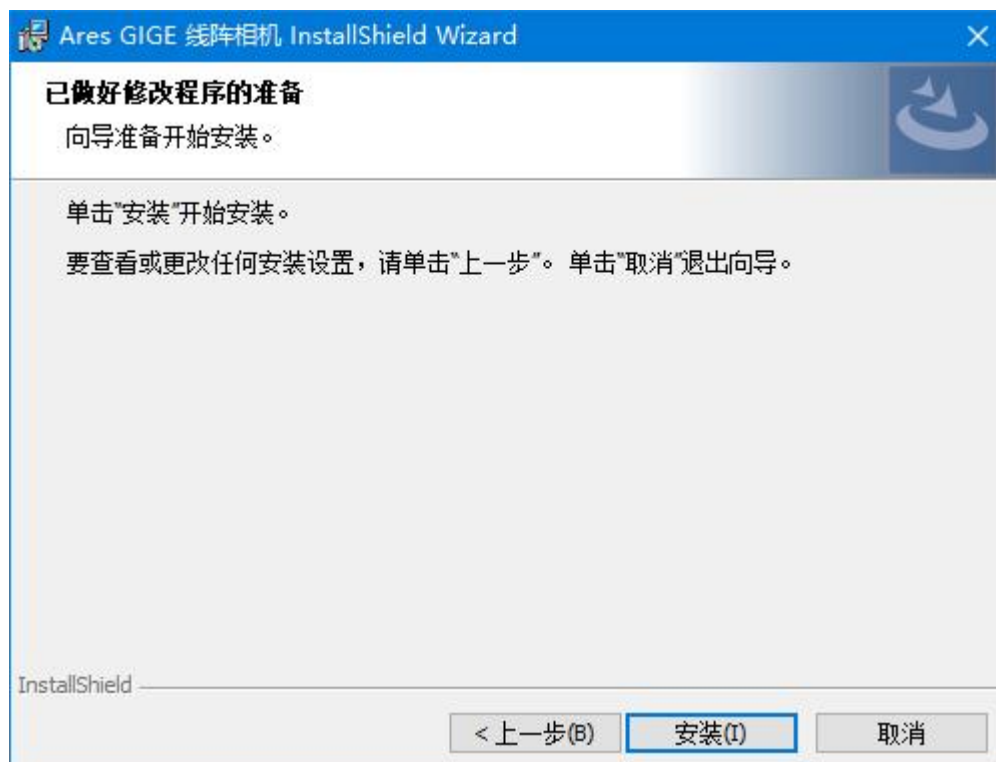 Ares GIGE 线阵相机 InstallShield Wizard
已做好修改程序的准备
向导准备开始安装。
单击"安装"开始安装。
要查看或更改任何安装设置，请单击"上一步"。单击"取消"退出向导。
InstallShield
< 上一步(B)
安装(I)
取消